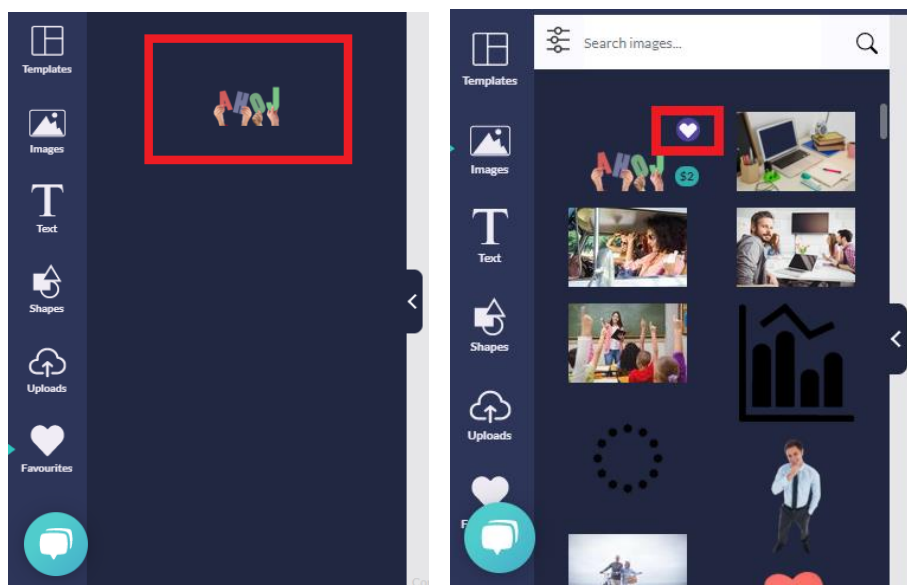 Templates
Images
Text
Shapes
Uploads
Favourites
AHOJ
Search images...
Templates
Images
Text
Shapes
Uploads
AHOJ
$2